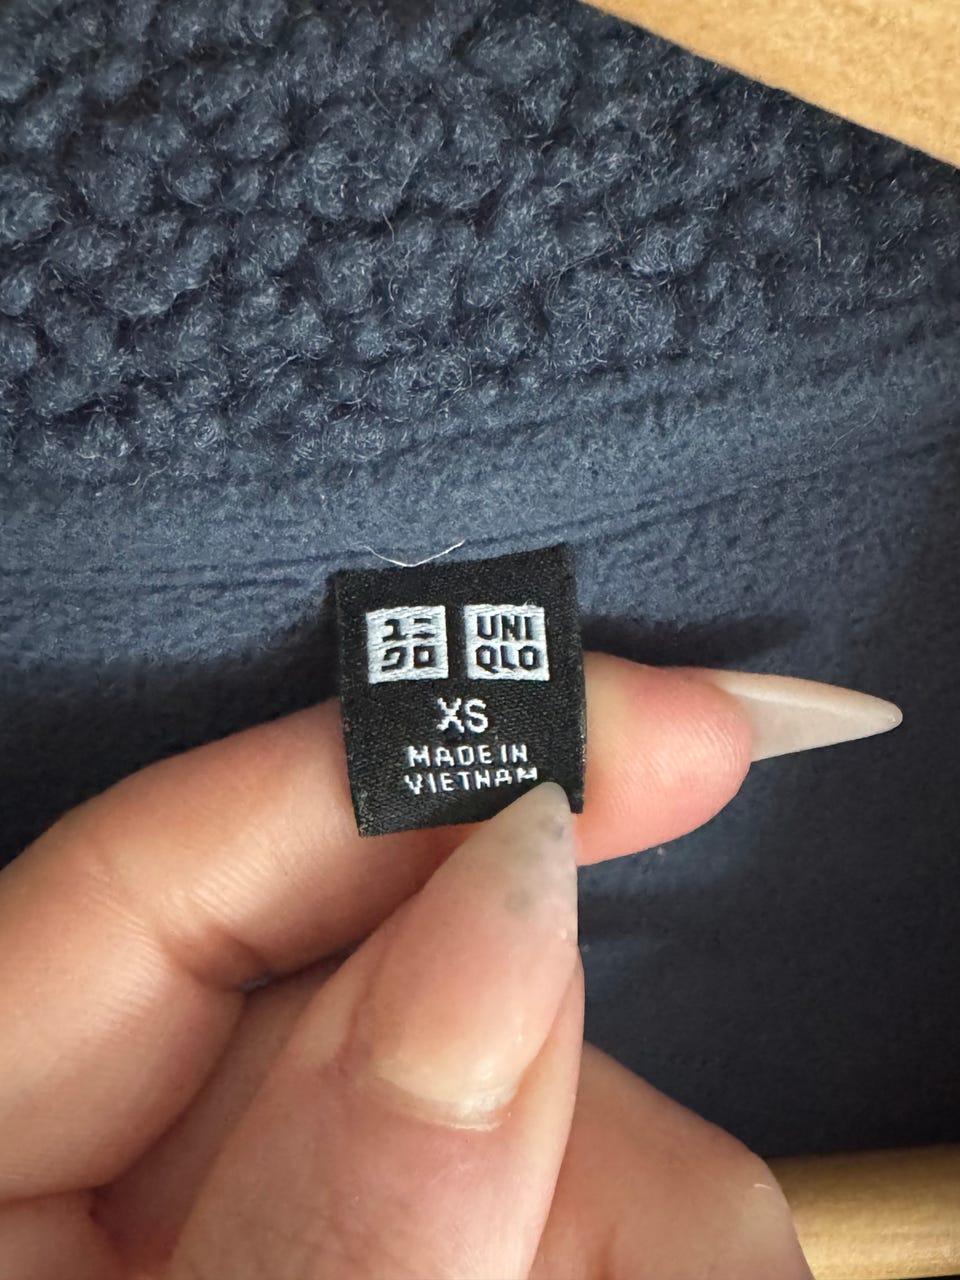 ユニ UNI
クロ QLO
XS
MADE IN
VIETNAM